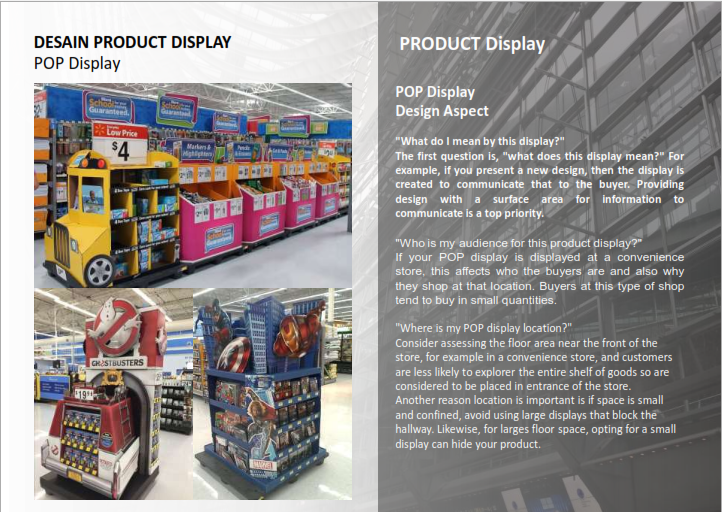 DESAIN PRODUCT DISPLAY
POP Display
School
Guaranteed.
Low Price
$4
Markers &
Highlighters
Guaranteed.
GHOSTBUSTERS
PRODUCT Display
POP Display
Design Aspect
"What do I mean by this display?"
The first question is, "what does this display mean?" For
example, if you present a new design, then the display is
created to communicate that to the buyer. Providing
design with a surface area for information to
communicate is a top priority.
"Who is my audience for this product display?"
If your POP display is displayed at a convenience
store, this affects who the buyers are and also why
they shop at that location. Buyers at this type of shop
tend to buy in small quantities.
"Where is my POP display location?"
Consider assessing the floor area near the front of the
store, for example in a convenience store, and customers
are less likely to explorer the entire shelf of goods so are
considered to be placed in entrance of the store.
Another reason location is important is if space is small
and confined, avoid using large displays that block the
hallway. Likewise, for larges floor space, opting for a small
display can hide your product.